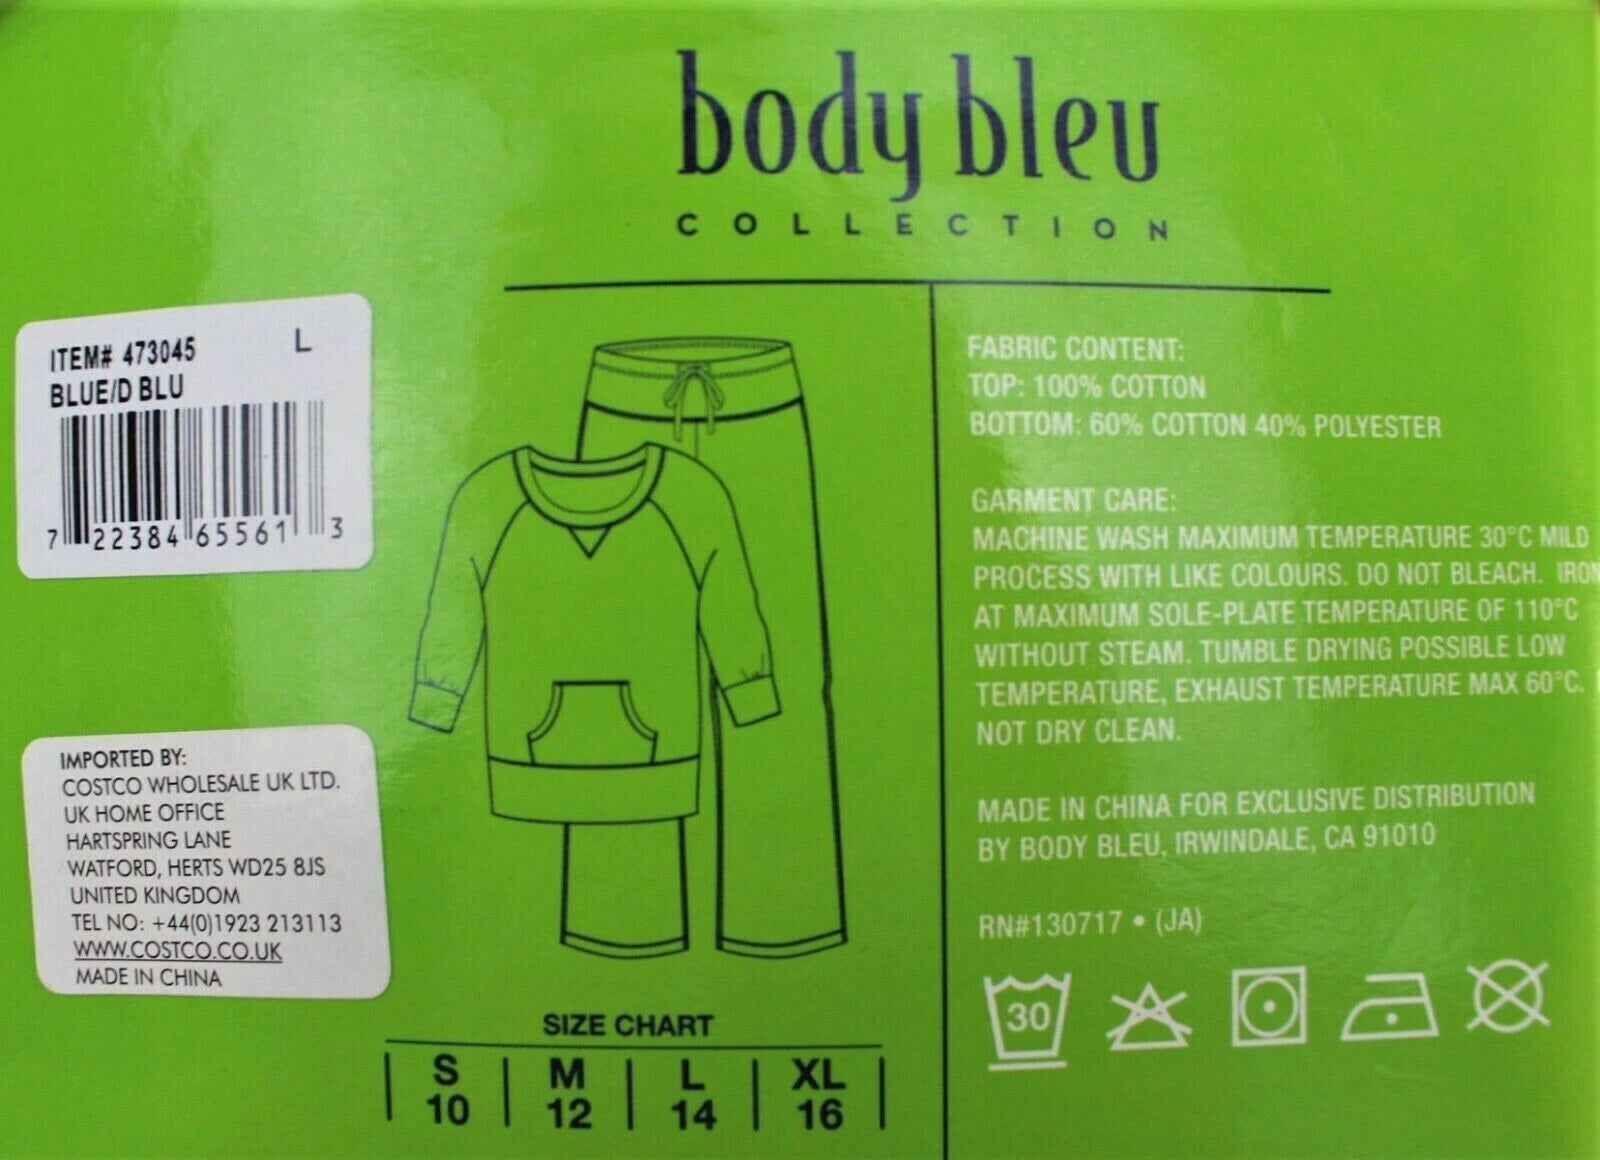 body bleu
COLLECTION
ITEM# 473045 L
BLUE/D BLU
7 22384 65561 3
IMPORTED BY:
COSTCO WHOLESALE UK LTD.
UK HOME OFFICE
HARTSPRING LANE
WATFORD, HERTS WD25 8JS
UNITED KINGDOM
TEL NO: +44(0)1923 213113
WWW.COSTCO.CO.UK
MADE IN CHINA
SIZE CHART
S M L XL
10 12 14 16
FABRIC CONTENT:
TOP: 100% COTTON
BOTTOM: 60% COTTON 40% POLYESTER
GARMENT CARE:
MACHINE WASH MAXIMUM TEMPERATURE 30°C MILD
PROCESS WITH LIKE COLOURS. DO NOT BLEACH. IRON
AT MAXIMUM SOLE-PLATE TEMPERATURE OF 110°C
WITHOUT STEAM. TUMBLE DRYING POSSIBLE LOW
TEMPERATURE, EXHAUST TEMPERATURE MAX 60°C.
NOT DRY CLEAN.
MADE IN CHINA FOR EXCLUSIVE DISTRIBUTION
BY BODY BLEU, IRWINDALE, CA 91010
RN#130717 • (JA)
30